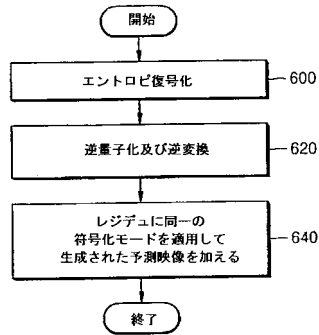 開始
エントロピ復号化
600
逆量子化及び逆変換
620
レジデュに同一の
符号化モードを適用して
生成された予測映像を加える
640
終了